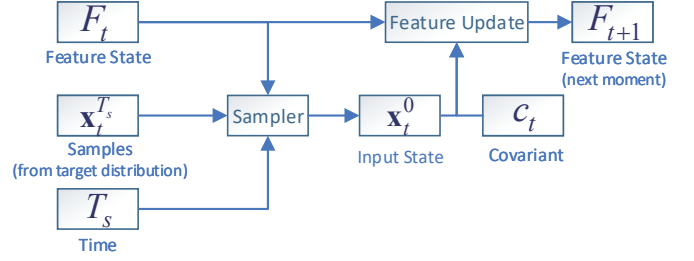 F_t
Feature State
Feature Update
F_{t+1}
Feature State
(next moment)
x_t^{T_s}
Samples
(from target distribution)
Sampler
x_t^0
Input State
c_t
Covariant
T_s
Time